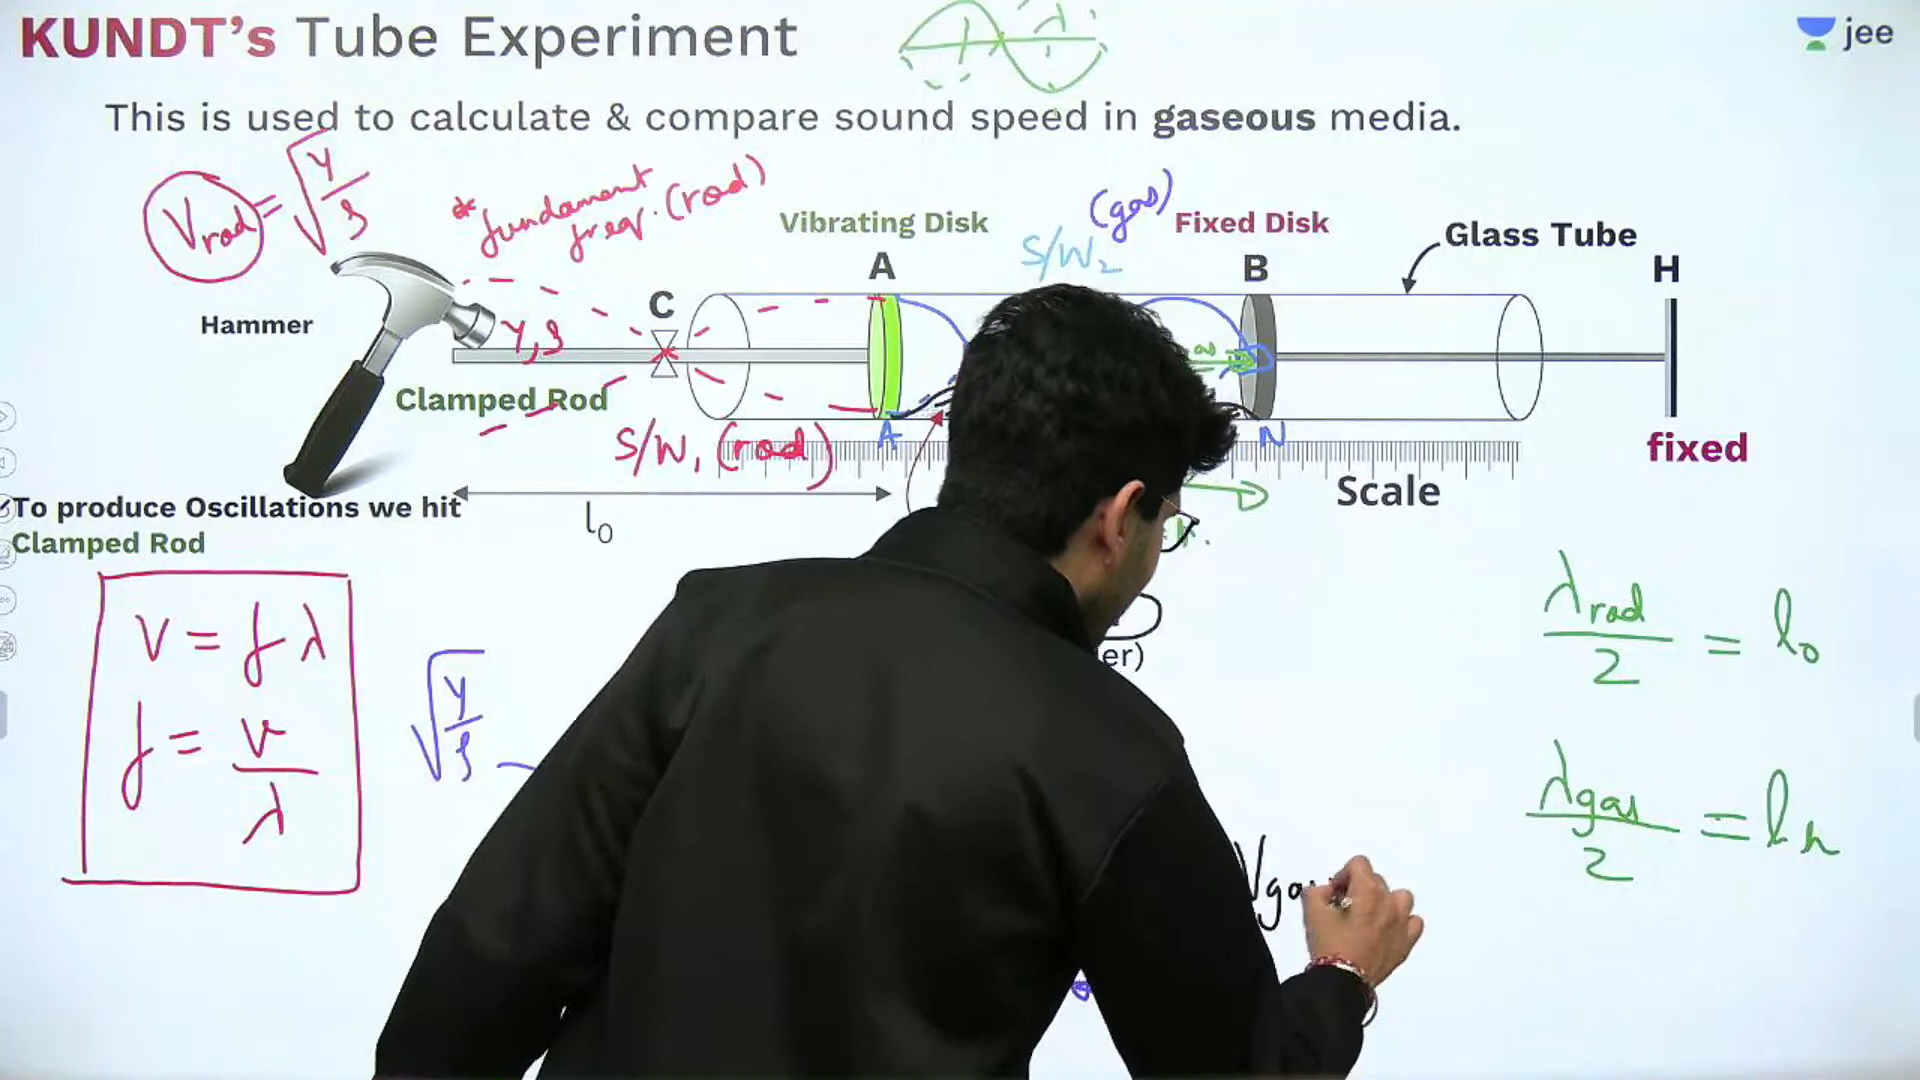 KUNDT's Tube Experiment
jee
λ
This is used to calculate & compare sound speed in gaseous media.
Vrod = √(Y/ρ)
* fundament freq. (rod)
Vibrating Disk
(gas)
Fixed Disk
Glass Tube
S/W₂
A
B
H
Hammer
C
Y, ρ
Clamped Rod
S/W₁ (rod)
A
N
fixed
Scale
To produce Oscillations we hit
Clamped Rod
l₀
er)
V = fλ
f = v/λ
√(Y/ρ)
λrod/2 = l₀
λgas/2 = ln
Vga